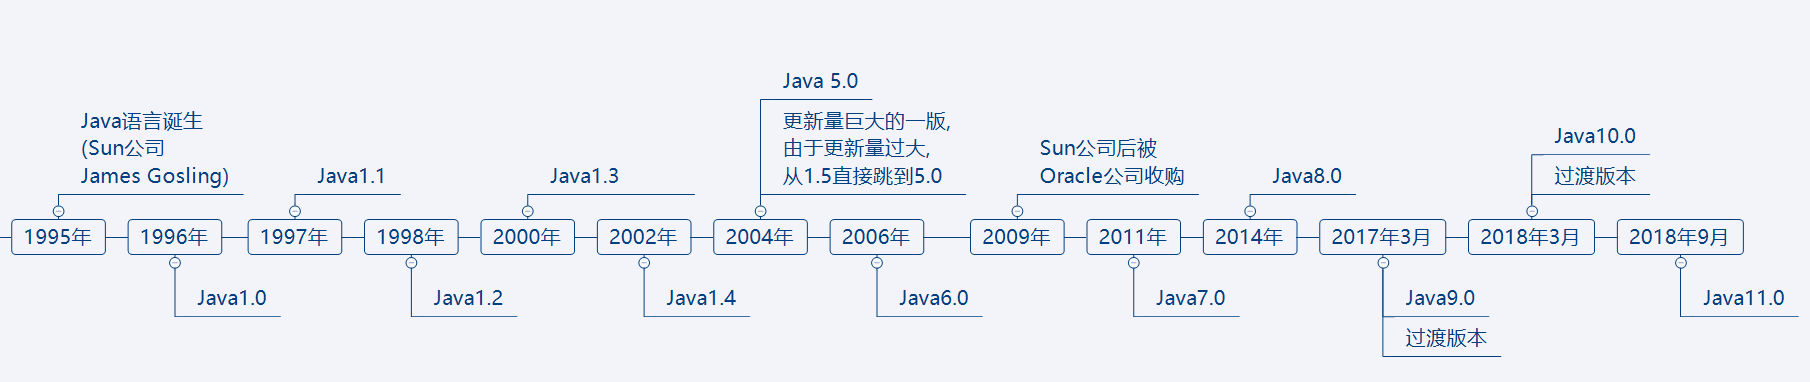 Java 5.0
Java语言诞生
(Sun公司
James Gosling)
Java1.1
Java1.3
更新量巨大的一版,
由于更新量过大,
从1.5直接跳到5.0
Sun公司后被
Oracle公司收购
Java8.0
Java10.0
过渡版本
1995年
1996年
1997年
1998年
2000年
2002年
2004年
2006年
2009年
2011年
2014年
2017年3月
2018年3月
2018年9月
Java1.0
Java1.2
Java1.4
Java6.0
Java7.0
Java9.0
过渡版本
Java11.0